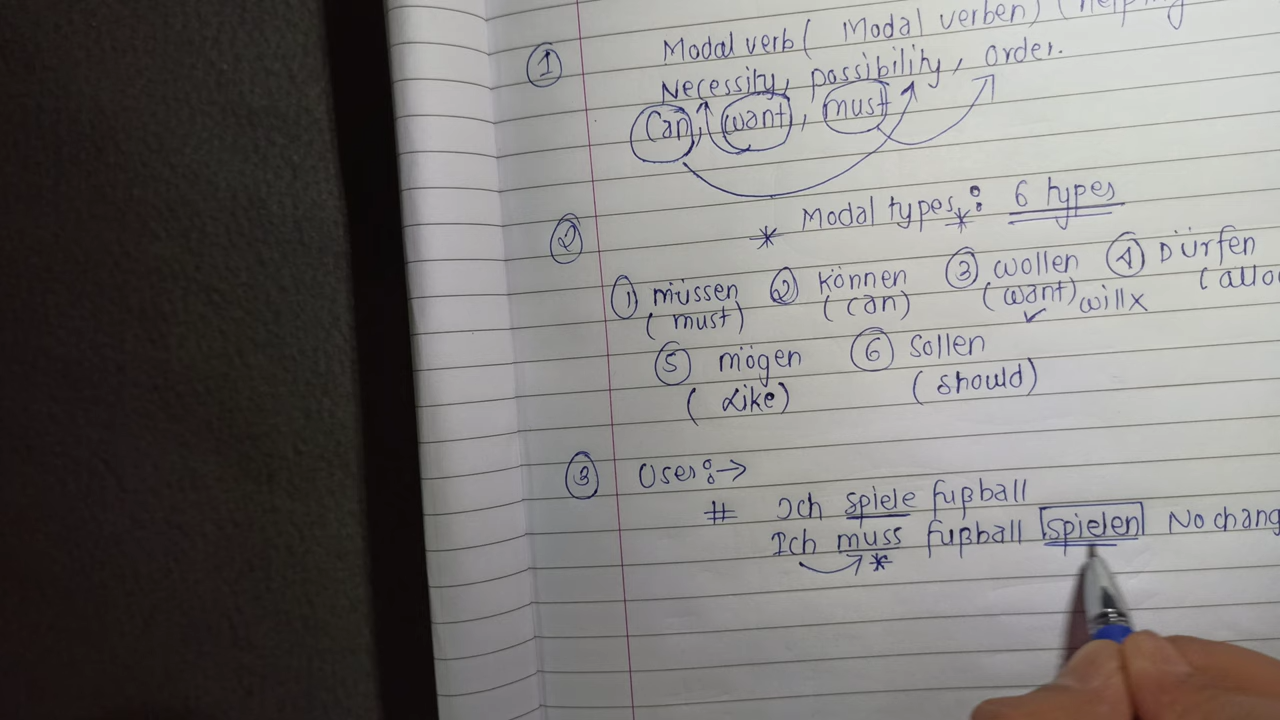 ① Modal verb ( Modal verben) (helping
Necessity, possibility, order.
Can, want, must
② * Modal types * : 6 types
① müssen ② können ③ wollen ④ Dürfen
( must) (can) (want) will x (allo
⑤ mögen ⑥ sollen
( Like) (should)
③ Uses : →
# Ich spiele fußball
Ich muss fußball spielen No chang
*